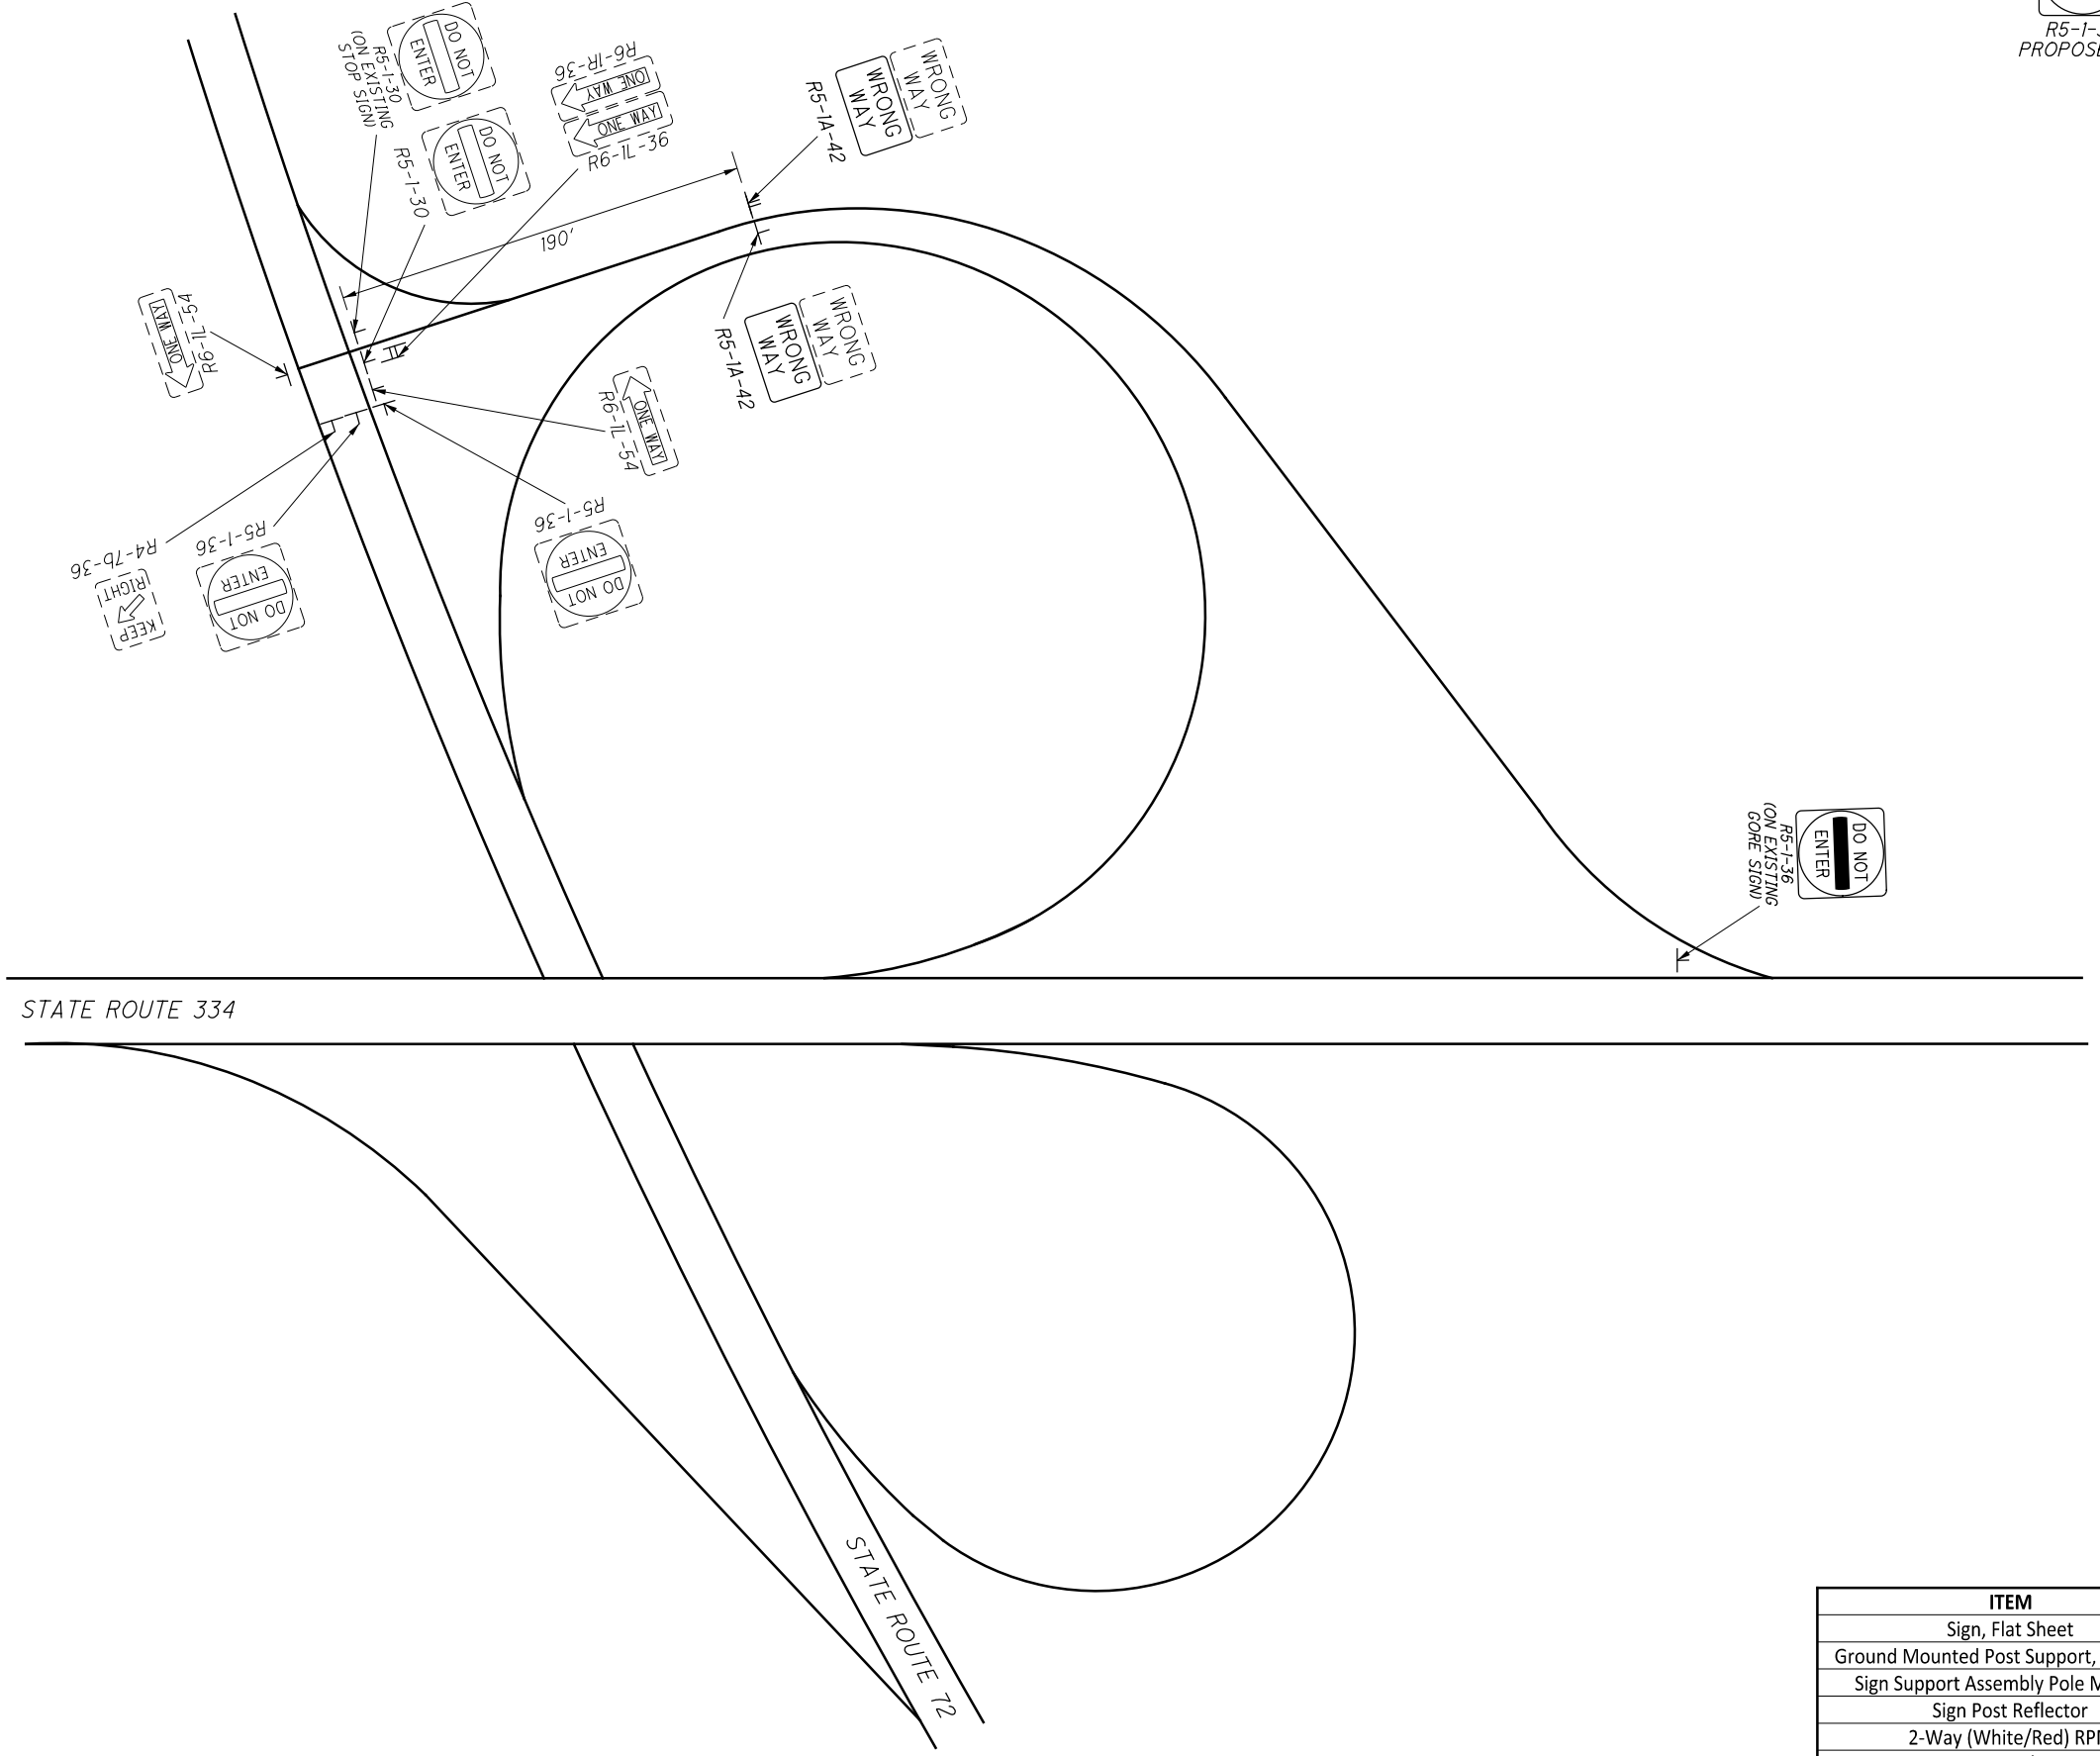 R5-1-3
PROPOSE
DO NOT
ENTER
R5-1-30
(ON EXISTING
STOP SIGN)
DO NOT
ENTER
R5-1-30
R6-1R-36
ONE WAY
ONE WAY
R6-1L-36
WRONG
WAY
WRONG
WAY
R5-1A-42
190'
WRONG
WAY
WRONG
WAY
R5-1A-42
ONE WAY
R6-1L-54
ONE WAY
R6-1L-54
R4-7b-36
KEEP
RIGHT
R5-1-36
DO NOT
ENTER
R5-1-36
DO NOT
ENTER
DO NOT
ENTER
R5-1-36
(ON EXISTING
GORE SIGN)
STATE ROUTE 334
STATE ROUTE 72
ITEM
Sign, Flat Sheet
Ground Mounted Post Support,
Sign Support Assembly Pole M
Sign Post Reflector
2-Way (White/Red) RP